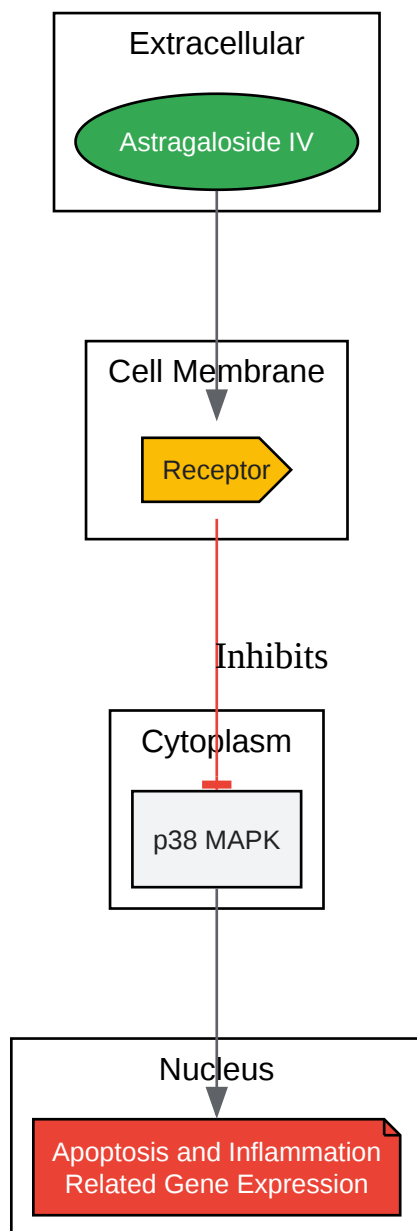 Extracellular
Astragaloside IV
Cell Membrane
Receptor
Inhibits
Cytoplasm
p38 MAPK
Nucleus
Apoptosis and Inflammation
Related Gene Expression